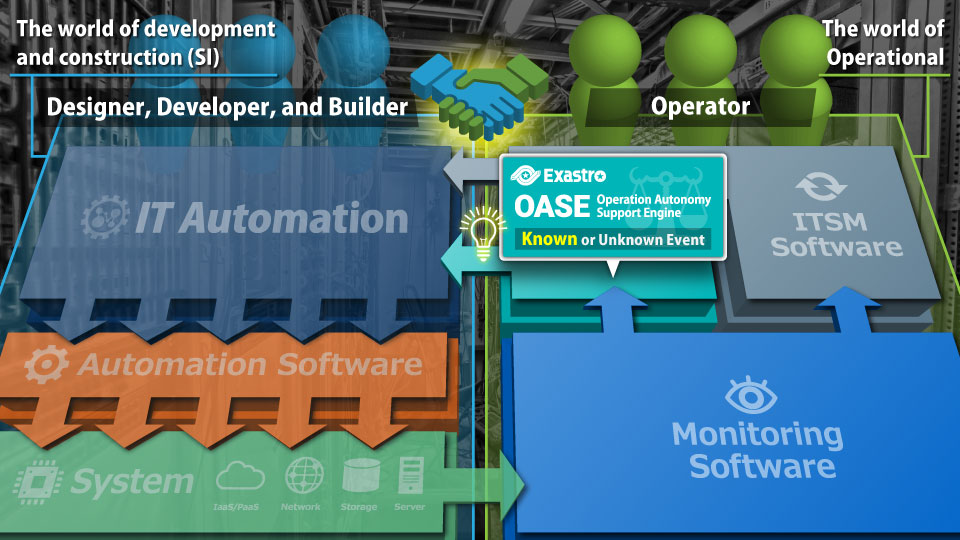 The world of development
and construction (SI)
The world of
Operational
Designer, Developer, and Builder
Operator
Exastro
OASE Operation Autonomy
Support Engine
Known or Unknown Event
IT Automation
ITSM
Software
Automation Software
Monitoring
Software
System
IaaS/PaaS
Network
Storage
Server